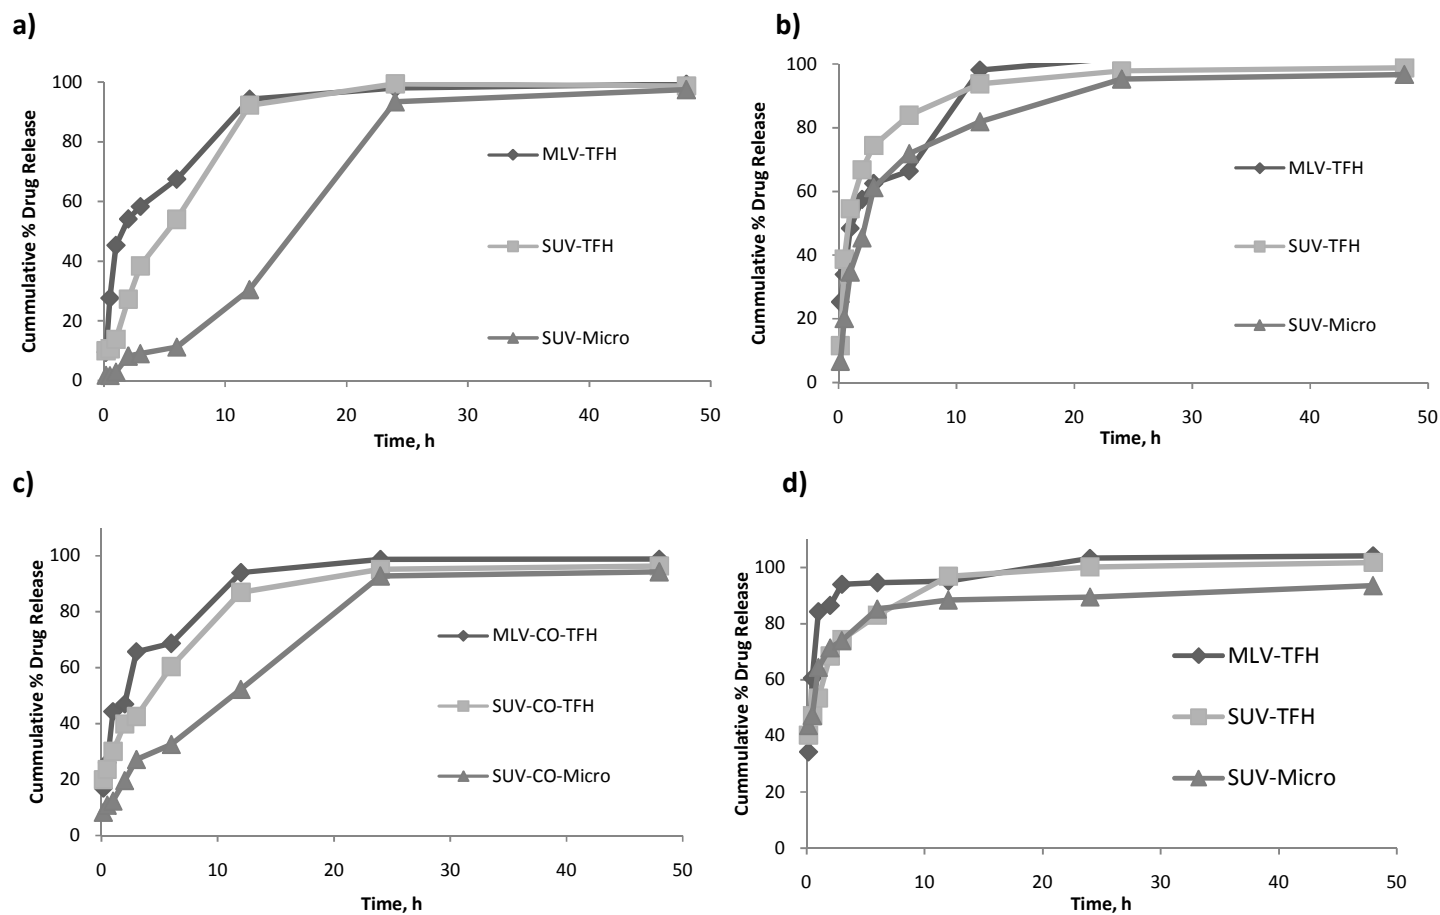 a)
Cummulative % Drug Release
100
80
60
40
20
0
0 10 20 30 40 50
Time, h
MLV-TFH
SUV-TFH
SUV-Micro
b)
Cummulative % Drug Release
100
80
60
40
20
0
0 10 20 30 40 50
Time, h
MLV-TFH
SUV-TFH
SUV-Micro
c)
Cummulative % Drug Release
100
80
60
40
20
0
0 10 20 30 40 50
Time, h
MLV-CO-TFH
SUV-CO-TFH
SUV-CO-Micro
d)
Cummulative % Drug Release
100
80
60
40
20
0
0 10 20 30 40 50
Time, h
MLV-TFH
SUV-TFH
SUV-Micro